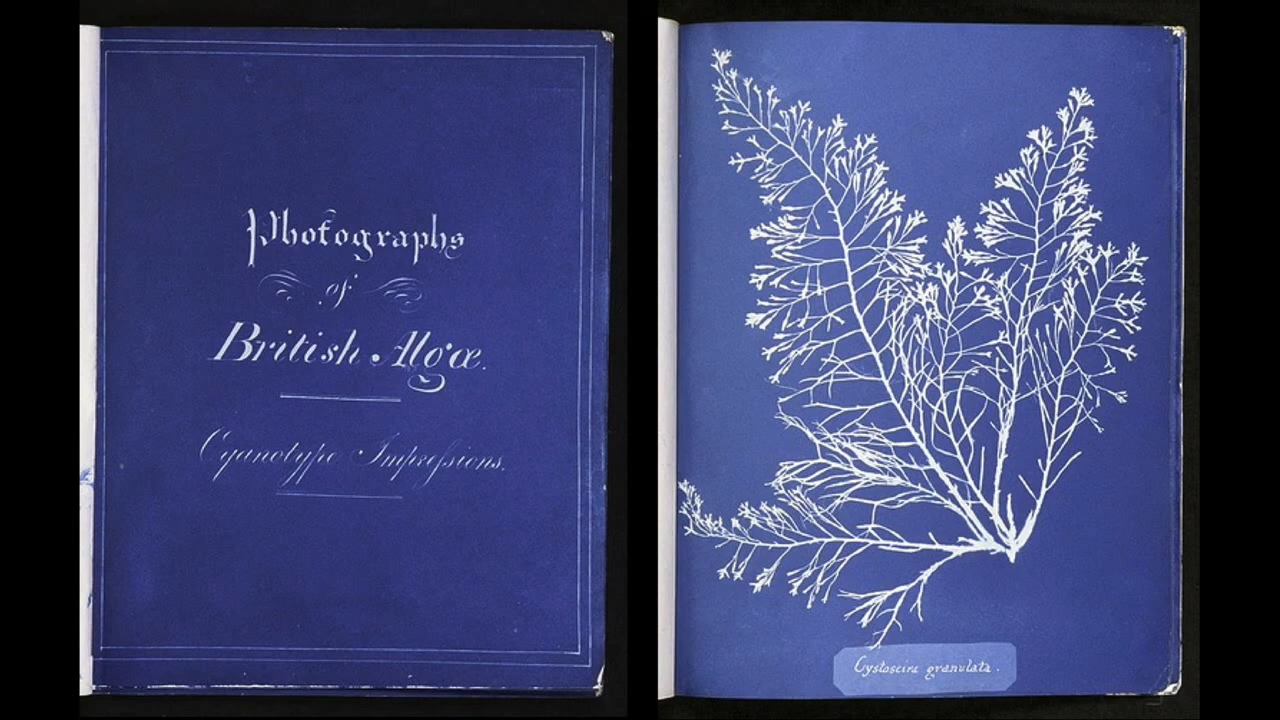 Photographs
of
British Algæ.
Cyanotype Impreſsions.
Cystoseira granulata.